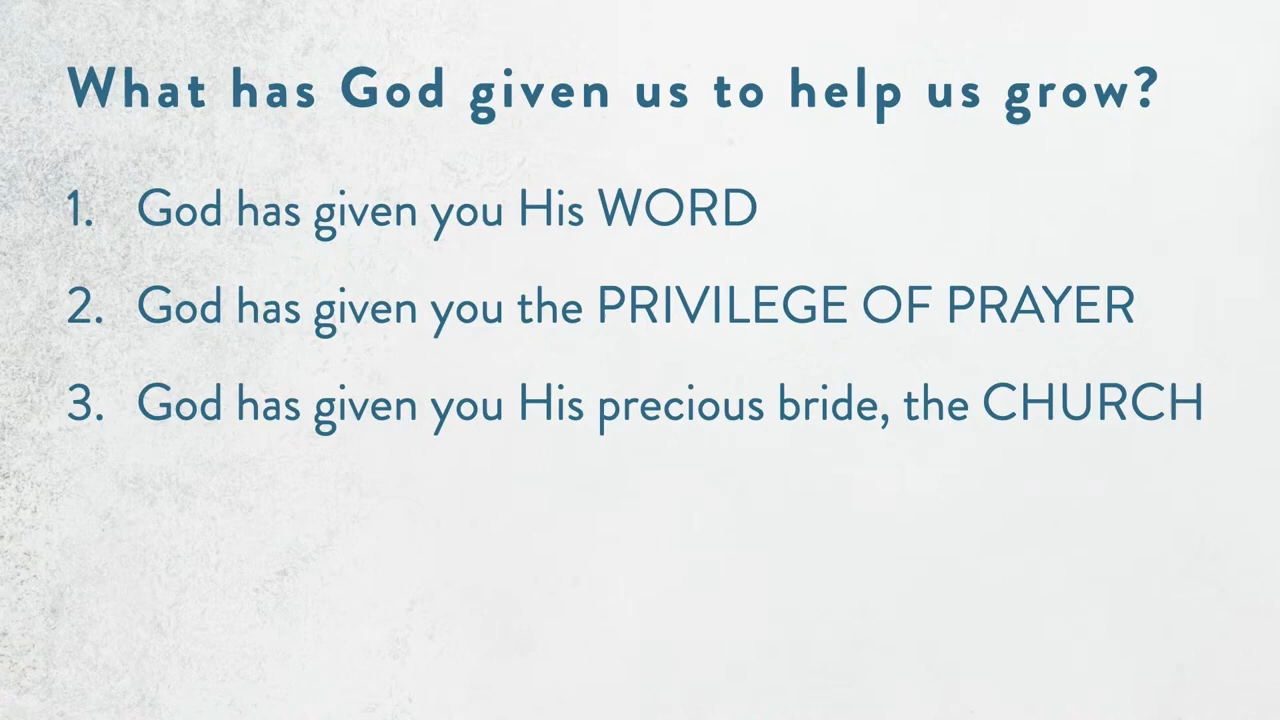 What has God given us to help us grow?
1. God has given you His WORD
2. God has given you the PRIVILEGE OF PRAYER
3. God has given you His precious bride, the CHURCH